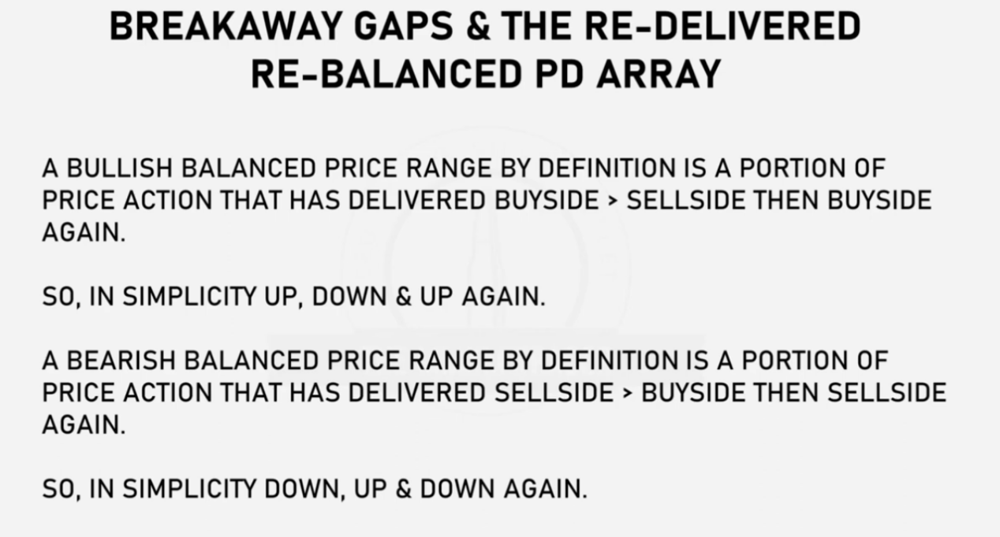 BREAKAWAY GAPS & THE RE-DELIVERED
RE-BALANCED PD ARRAY
A BULLISH BALANCED PRICE RANGE BY DEFINITION IS A PORTION OF
PRICE ACTION THAT HAS DELIVERED BUYSIDE > SELLSIDE THEN BUYSIDE
AGAIN.
SO, IN SIMPLICITY UP, DOWN & UP AGAIN.
A BEARISH BALANCED PRICE RANGE BY DEFINITION IS A PORTION OF
PRICE ACTION THAT HAS DELIVERED SELLSIDE > BUYSIDE THEN SELLSIDE
AGAIN.
SO, IN SIMPLICITY DOWN, UP & DOWN AGAIN.